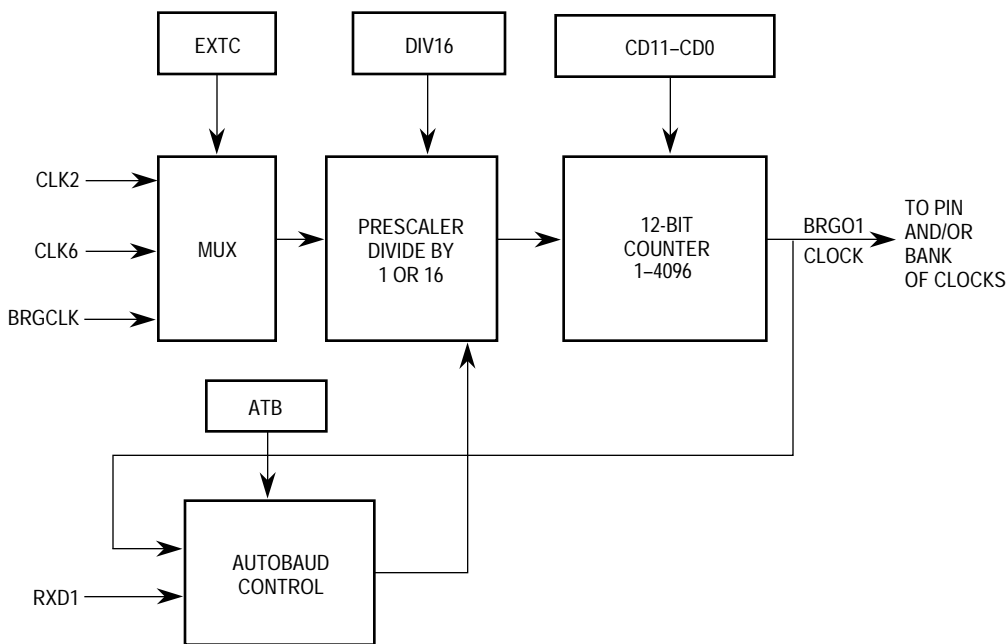 EXTC
DIV16
CD11–CD0
CLK2
CLK6
BRGCLK
MUX
PRESCALER
DIVIDE BY
1 OR 16
12-BIT
COUNTER
1–4096
BRGO1
CLOCK
TO PIN
AND/OR
BANK
OF CLOCKS
ATB
AUTOBAUD
CONTROL
RXD1